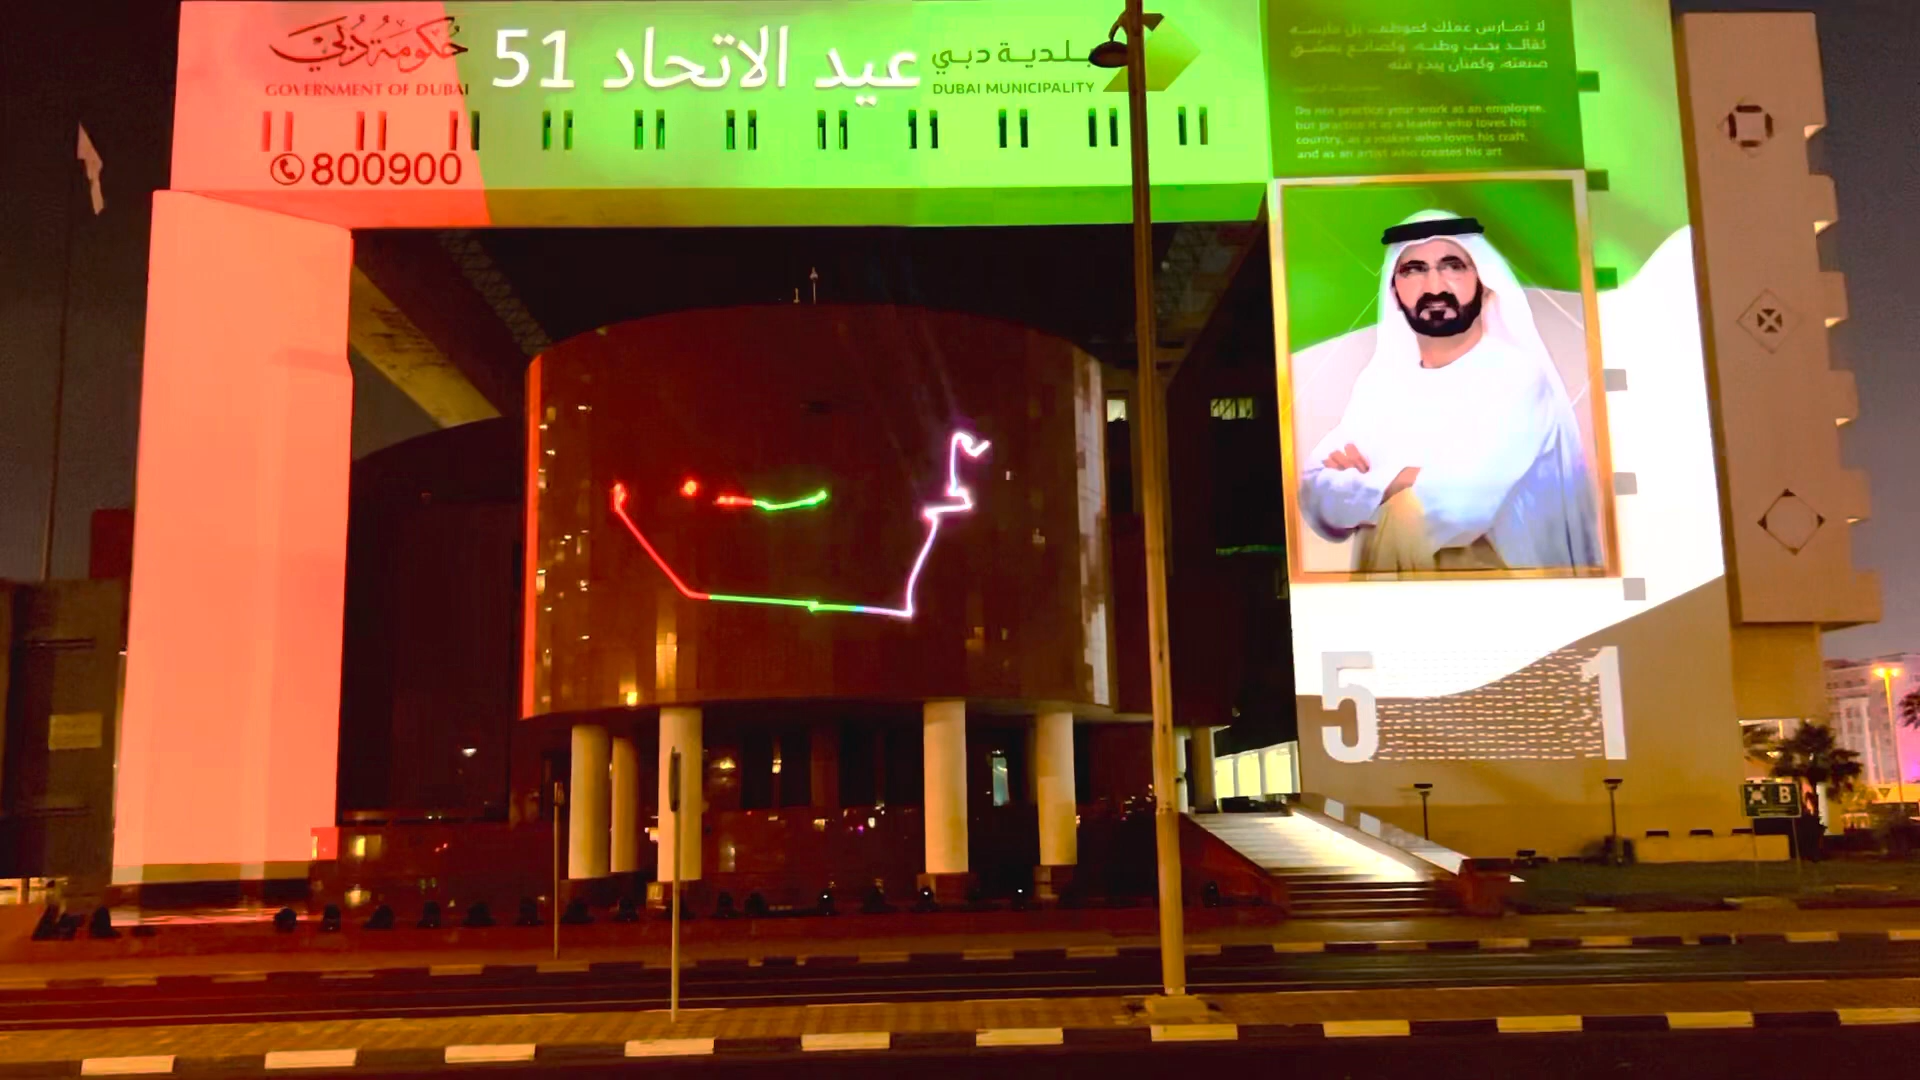 حكومة دبي
GOVERNMENT OF DUBAI
عيد الاتحاد 51
بلدية دبي
DUBAI MUNICIPALITY
800900
لا تمارس عملك كموظف، بل مارسه
كقائد يحب وطنه، وكصانع يعشق
صنعته، وكفنان يبدع فنه
Do not practice your work as an employee,
but practice it as a leader who loves his
country, as a maker who loves his craft,
and as an artist who creates his art
51
B